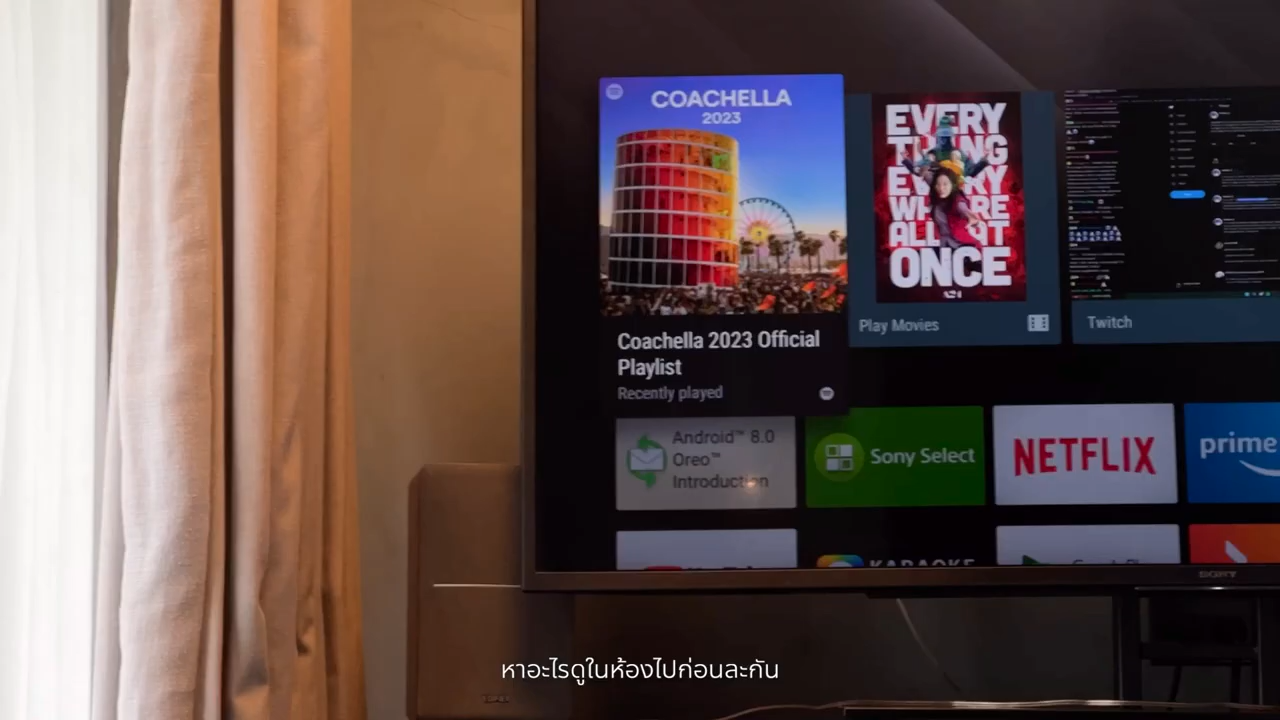 COACHELLA
2023
Coachella 2023 Official
Playlist
Recently played
EVERY
THING
EVERY
WHERE
ALL AT
ONCE
Play Movies
Twitch
Android™ 8.0
Oreo™
Introduction
Sony Select
NETFLIX
prime
KARAOKE
SONY
หาอะไรดูในห้องไปก่อนละกัน